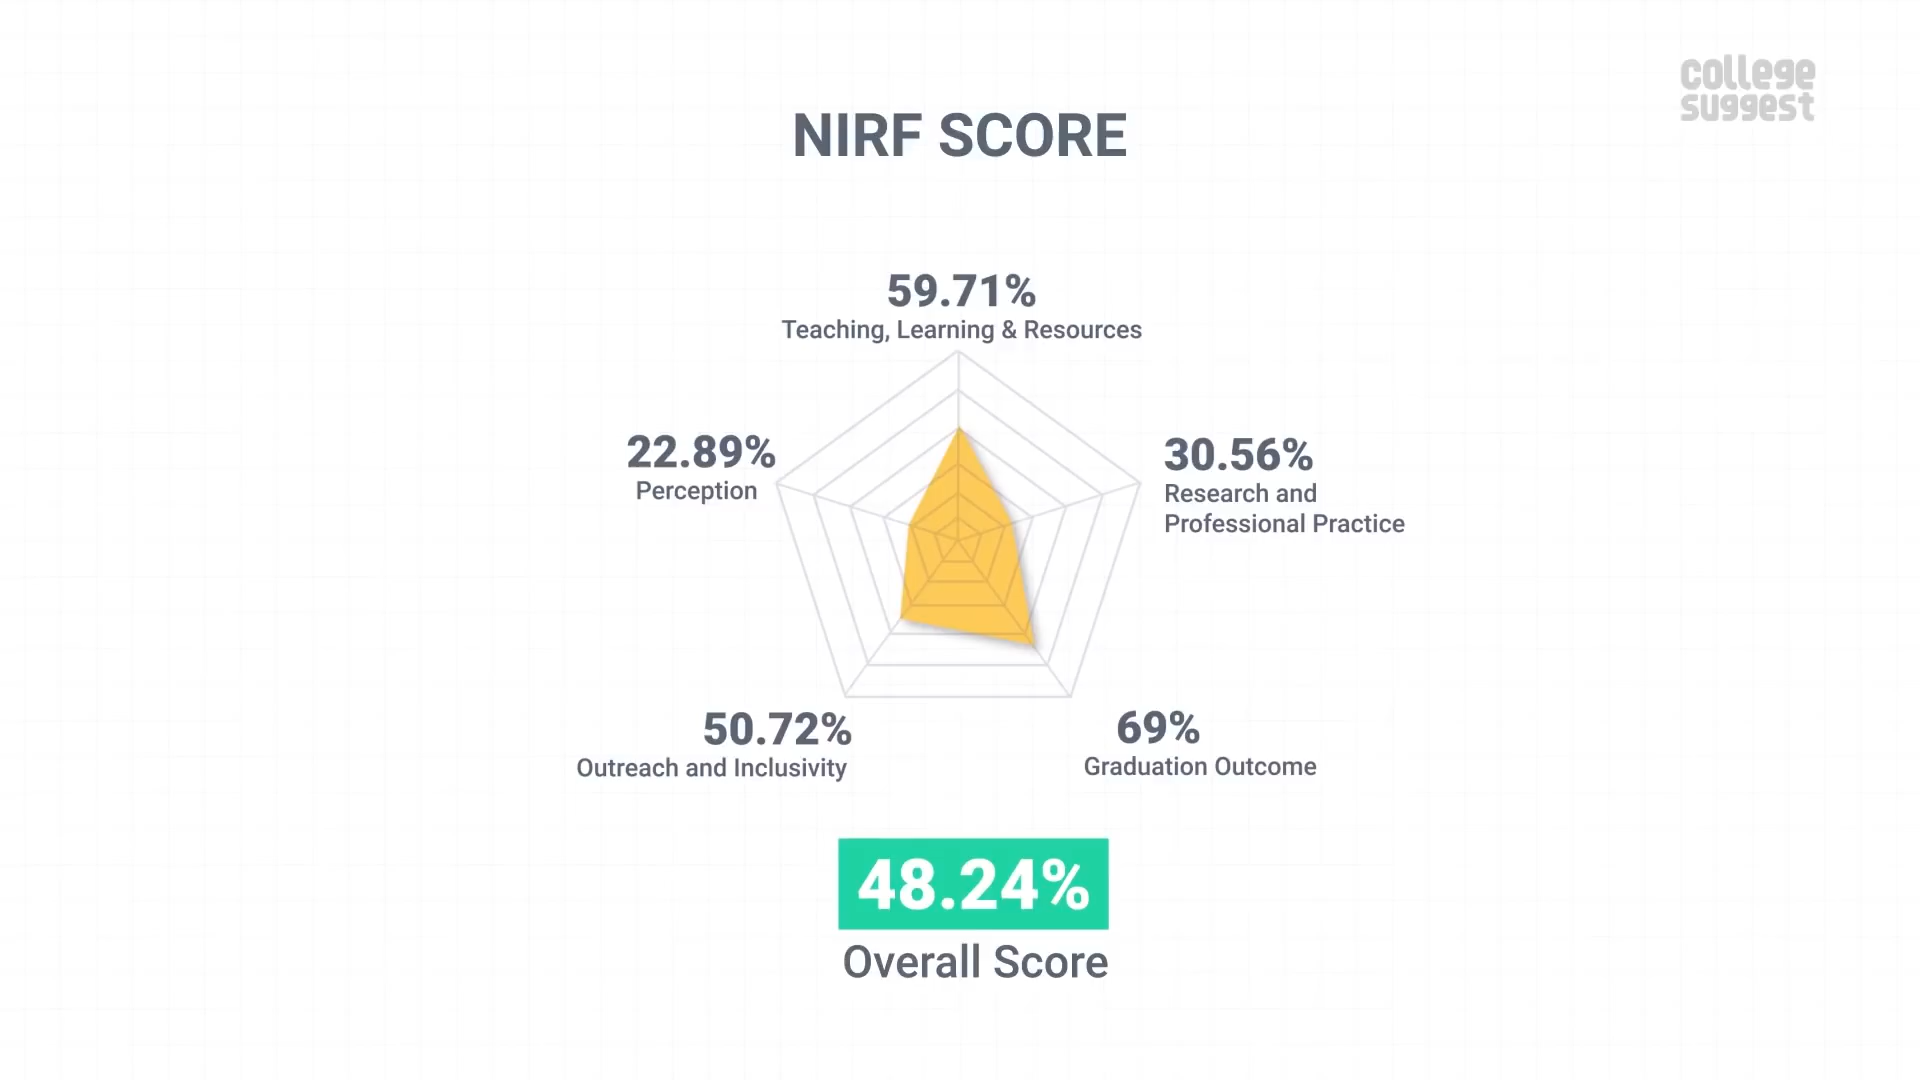 college
suggest
NIRF SCORE
59.71%
Teaching, Learning & Resources
22.89%
Perception
30.56%
Research and
Professional Practice
50.72%
Outreach and Inclusivity
69%
Graduation Outcome
48.24%
Overall Score